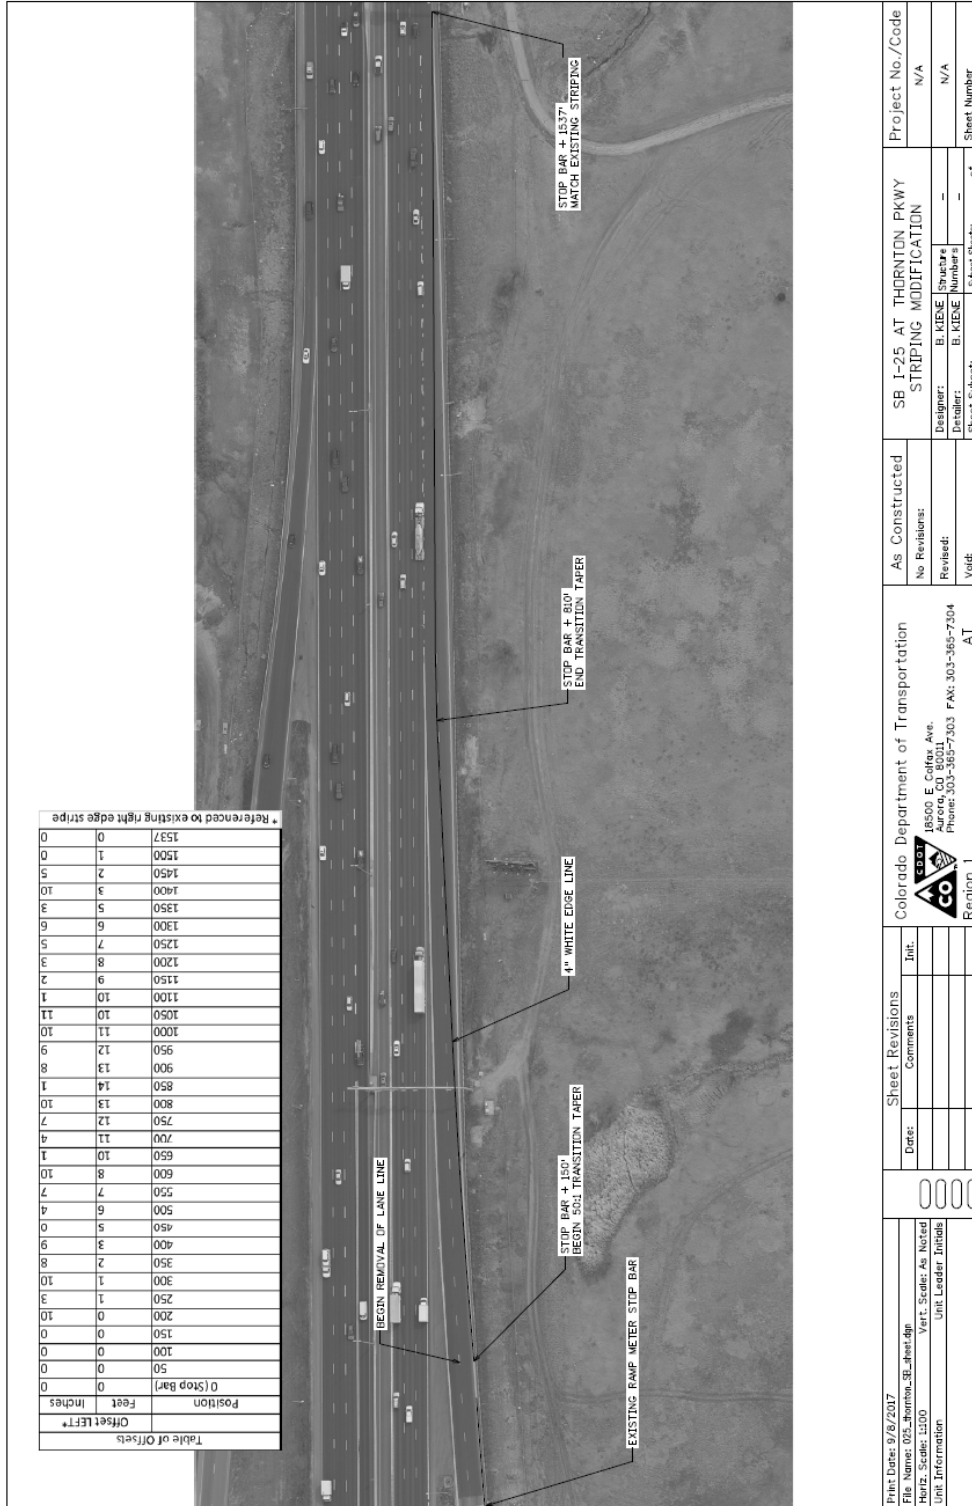 Table of Offsets
Offset LEFT*
Position Feet Inches
0 (Stop Bar) 0 0
50 0 0
100 0 0
150 0 0
200 0 10
250 1 3
300 1 10
350 2 8
400 3 9
450 5 0
500 6 4
550 7 7
600 8 10
650 10 1
700 11 4
750 12 7
800 13 10
850 14 1
900 13 8
950 12 9
1000 11 10
1050 10 11
1100 10 1
1150 9 2
1200 8 3
1250 7 5
1300 6 6
1350 5 3
1400 3 10
1450 2 5
1500 1 0
1537 0 0
* Referenced to existing right edge stripe
BEGIN REMOVAL OF LANE LINE
EXISTING RAMP METER STOP BAR
STOP BAR + 150'
BEGIN 50:1 TRANSITION TAPER
4" WHITE EDGE LINE
STOP BAR + 810'
END TRANSITION TAPER
STOP BAR + 1537'
MATCH EXISTING STRIPING
Print Date: 9/8/2017
File Name: 025_thornton_SB_sheet.dgn
Horiz. Scale: 1:100 Vert. Scale: As Noted
Unit Information Unit Leader Initials
Sheet Revisions
Date: Comments Init.
Colorado Department of Transportation
CDOT
CO
18500 E Colfax Ave.
Aurora, CO 80011
Phone: 303-365-7303 FAX: 303-365-7304
Region 1 AT
As Constructed
No Revisions:
Revised:
Void:
SB I-25 AT THORNTON PKWY
STRIPING MODIFICATION
Designer: B. KIENE Structure –
Detailer: B. KIENE Numbers –
Project No./Code
N/A
N/A
Sheet Number